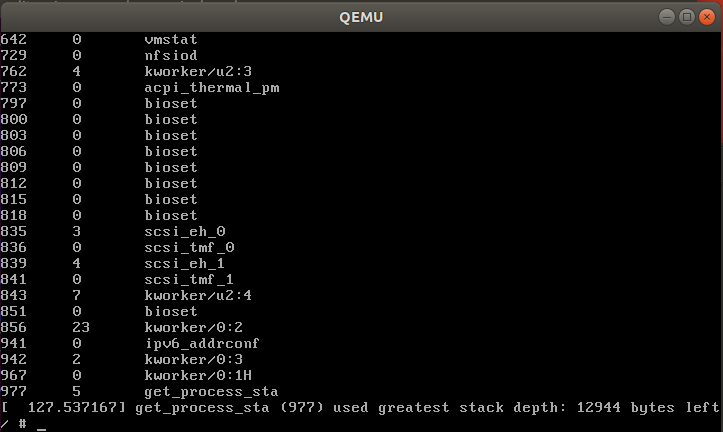 QEMU
642 0 vmstat
729 0 nfsiod
762 4 kworker/u2:3
773 0 acpi_thermal_pm
797 0 bioset
800 0 bioset
803 0 bioset
806 0 bioset
809 0 bioset
812 0 bioset
815 0 bioset
818 0 bioset
835 3 scsi_eh_0
836 0 scsi_tmf_0
839 4 scsi_eh_1
841 0 scsi_tmf_1
843 7 kworker/u2:4
851 0 bioset
856 23 kworker/0:2
941 0 ipv6_addrconf
942 2 kworker/0:3
967 0 kworker/0:1H
977 5 get_process_sta
[  127.537167] get_process_sta (977) used greatest stack depth: 12944 bytes left
/ # _